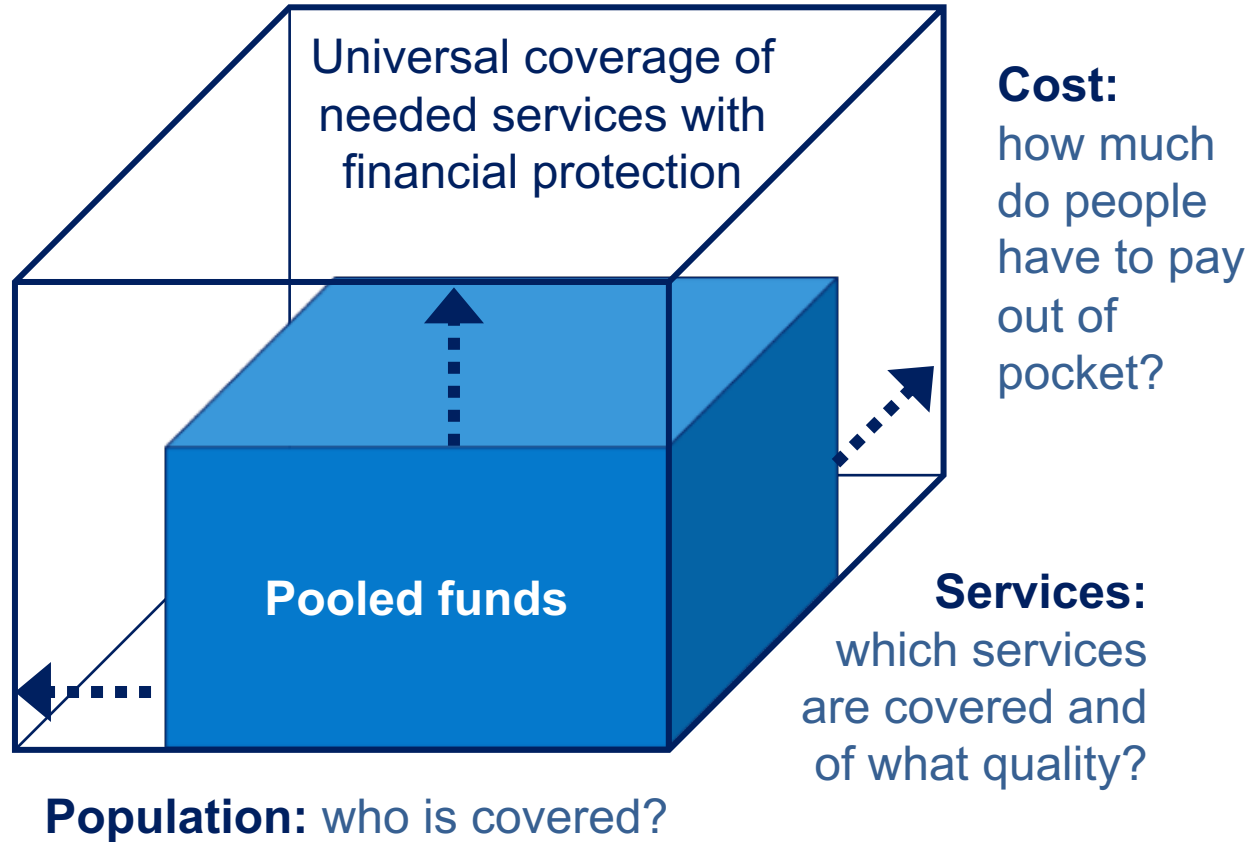 Universal coverage of
needed services with
financial protection
Cost:
how much
do people
have to pay
out of
pocket?
Pooled funds
Services:
which services
are covered and
of what quality?
Population: who is covered?